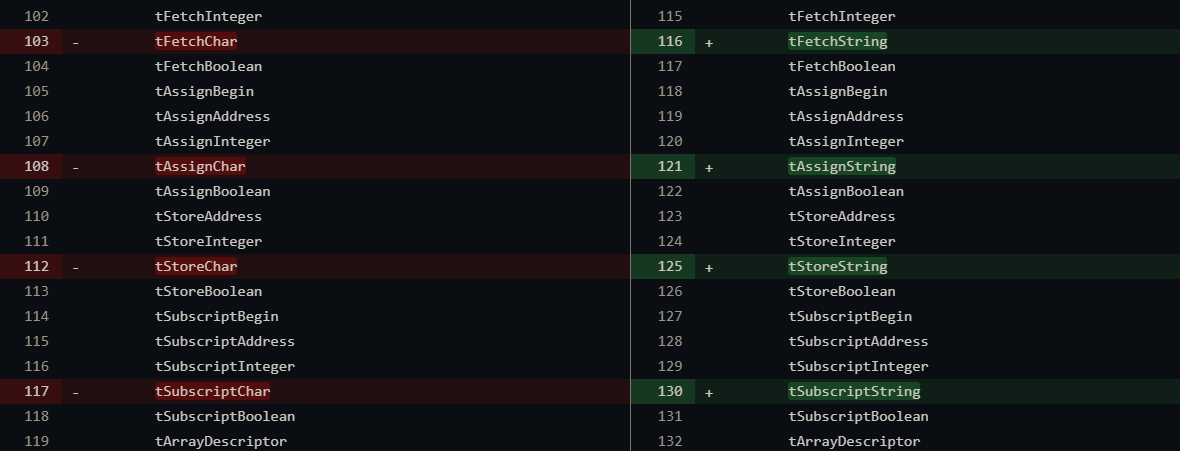 102 tFetchInteger 115 tFetchInteger
103 - tFetchChar 116 + tFetchString
104 tFetchBoolean 117 tFetchBoolean
105 tAssignBegin 118 tAssignBegin
106 tAssignAddress 119 tAssignAddress
107 tAssignInteger 120 tAssignInteger
108 - tAssignChar 121 + tAssignString
109 tAssignBoolean 122 tAssignBoolean
110 tStoreAddress 123 tStoreAddress
111 tStoreInteger 124 tStoreInteger
112 - tStoreChar 125 + tStoreString
113 tStoreBoolean 126 tStoreBoolean
114 tSubscriptBegin 127 tSubscriptBegin
115 tSubscriptAddress 128 tSubscriptAddress
116 tSubscriptInteger 129 tSubscriptInteger
117 - tSubscriptChar 130 + tSubscriptString
118 tSubscriptBoolean 131 tSubscriptBoolean
119 tArrayDescriptor 132 tArrayDescriptor